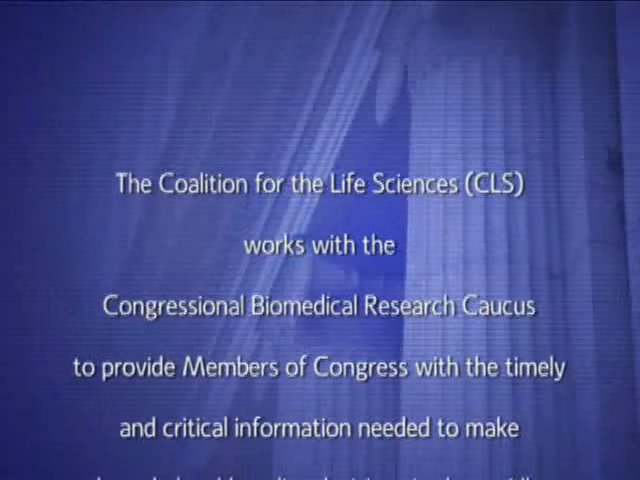 The Coalition for the Life Sciences (CLS)
works with the
Congressional Biomedical Research Caucus
to provide Members of Congress with the timely
and critical information needed to make